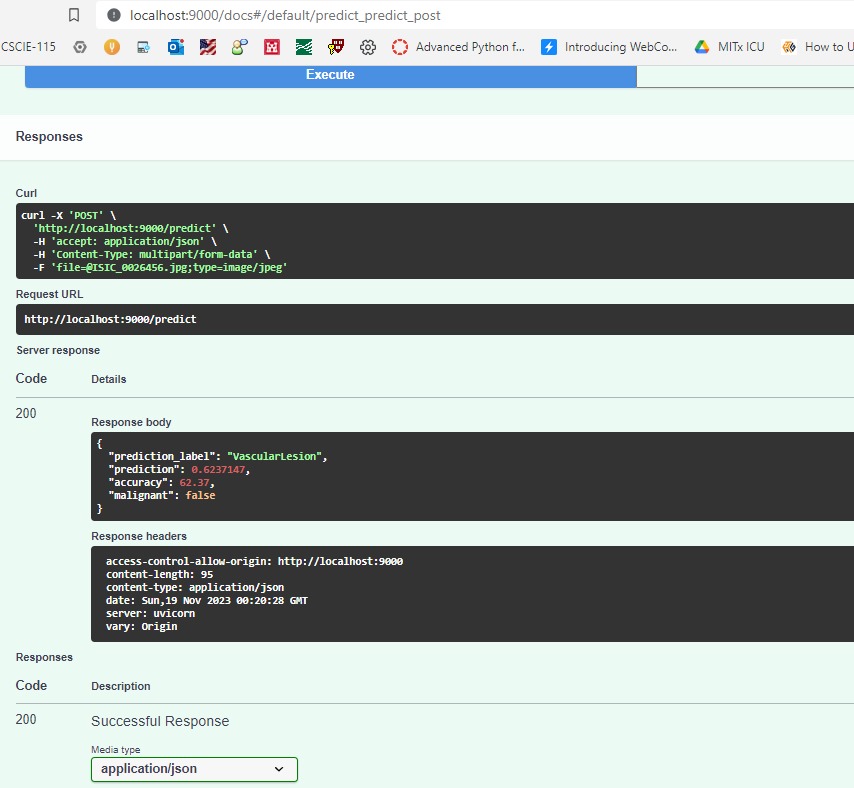 localhost:9000/docs#/default/predict_predict_post
CSCIE-115
Advanced Python f...
Introducing WebCo...
MITx ICU
How to U
Execute
Responses
Curl
curl -X 'POST' \
'http://localhost:9000/predict' \
-H 'accept: application/json' \
-H 'Content-Type: multipart/form-data' \
-F 'file=@ISIC_0026456.jpg;type=image/jpeg'
Request URL
http://localhost:9000/predict
Server response
Code Details
200
Response body
{
"prediction_label": "VascularLesion",
"prediction": 0.6237147,
"accuracy": 62.37,
"malignant": false
}
Response headers
access-control-allow-origin: http://localhost:9000
content-length: 95
content-type: application/json
date: Sun,19 Nov 2023 00:20:28 GMT
server: uvicorn
vary: Origin
Responses
Code Description
200 Successful Response
Media type
application/json